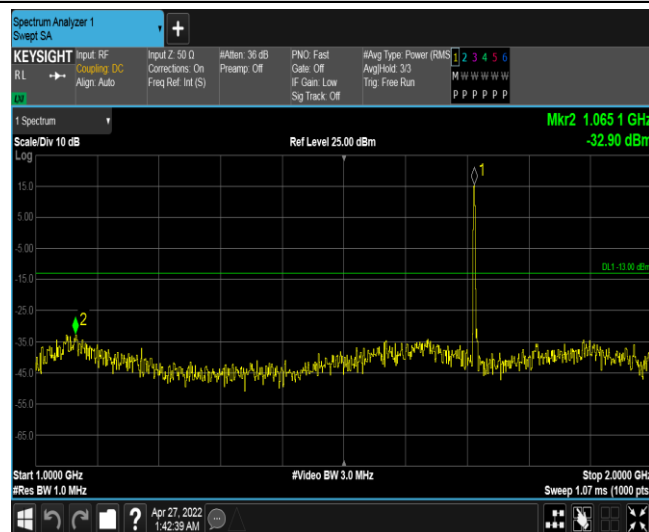 Spectrum Analyzer 1
Swept SA
+
KEYSIGHT Input: RF Input Z: 50 Ω #Atten: 36 dB PNO: Fast #Avg Type: Power (RMS 1 2 3 4 5 6
RL Coupling: DC Corrections: On Preamp: Off Gate: Off Avg|Hold: 3/3 M W W W W W
Align: Auto Freq Ref: Int (S) IF Gain: Low Trig: Free Run
Sig Track: Off P P P P P P
1 Spectrum Mkr2 1.065 1 GHz
Scale/Div 10 dB Ref Level 25.00 dBm -32.90 dBm
Log
1
15.0
5.00
-5.00
DL1 -13.00 dBm
-15.0
-25.0
2
-35.0
-45.0
-55.0
-65.0
Start 1.0000 GHz #Video BW 3.0 MHz Stop 2.0000 GHz
#Res BW 1.0 MHz Sweep 1.07 ms (1000 pts
? Apr 27, 2022
1:42:39 AM